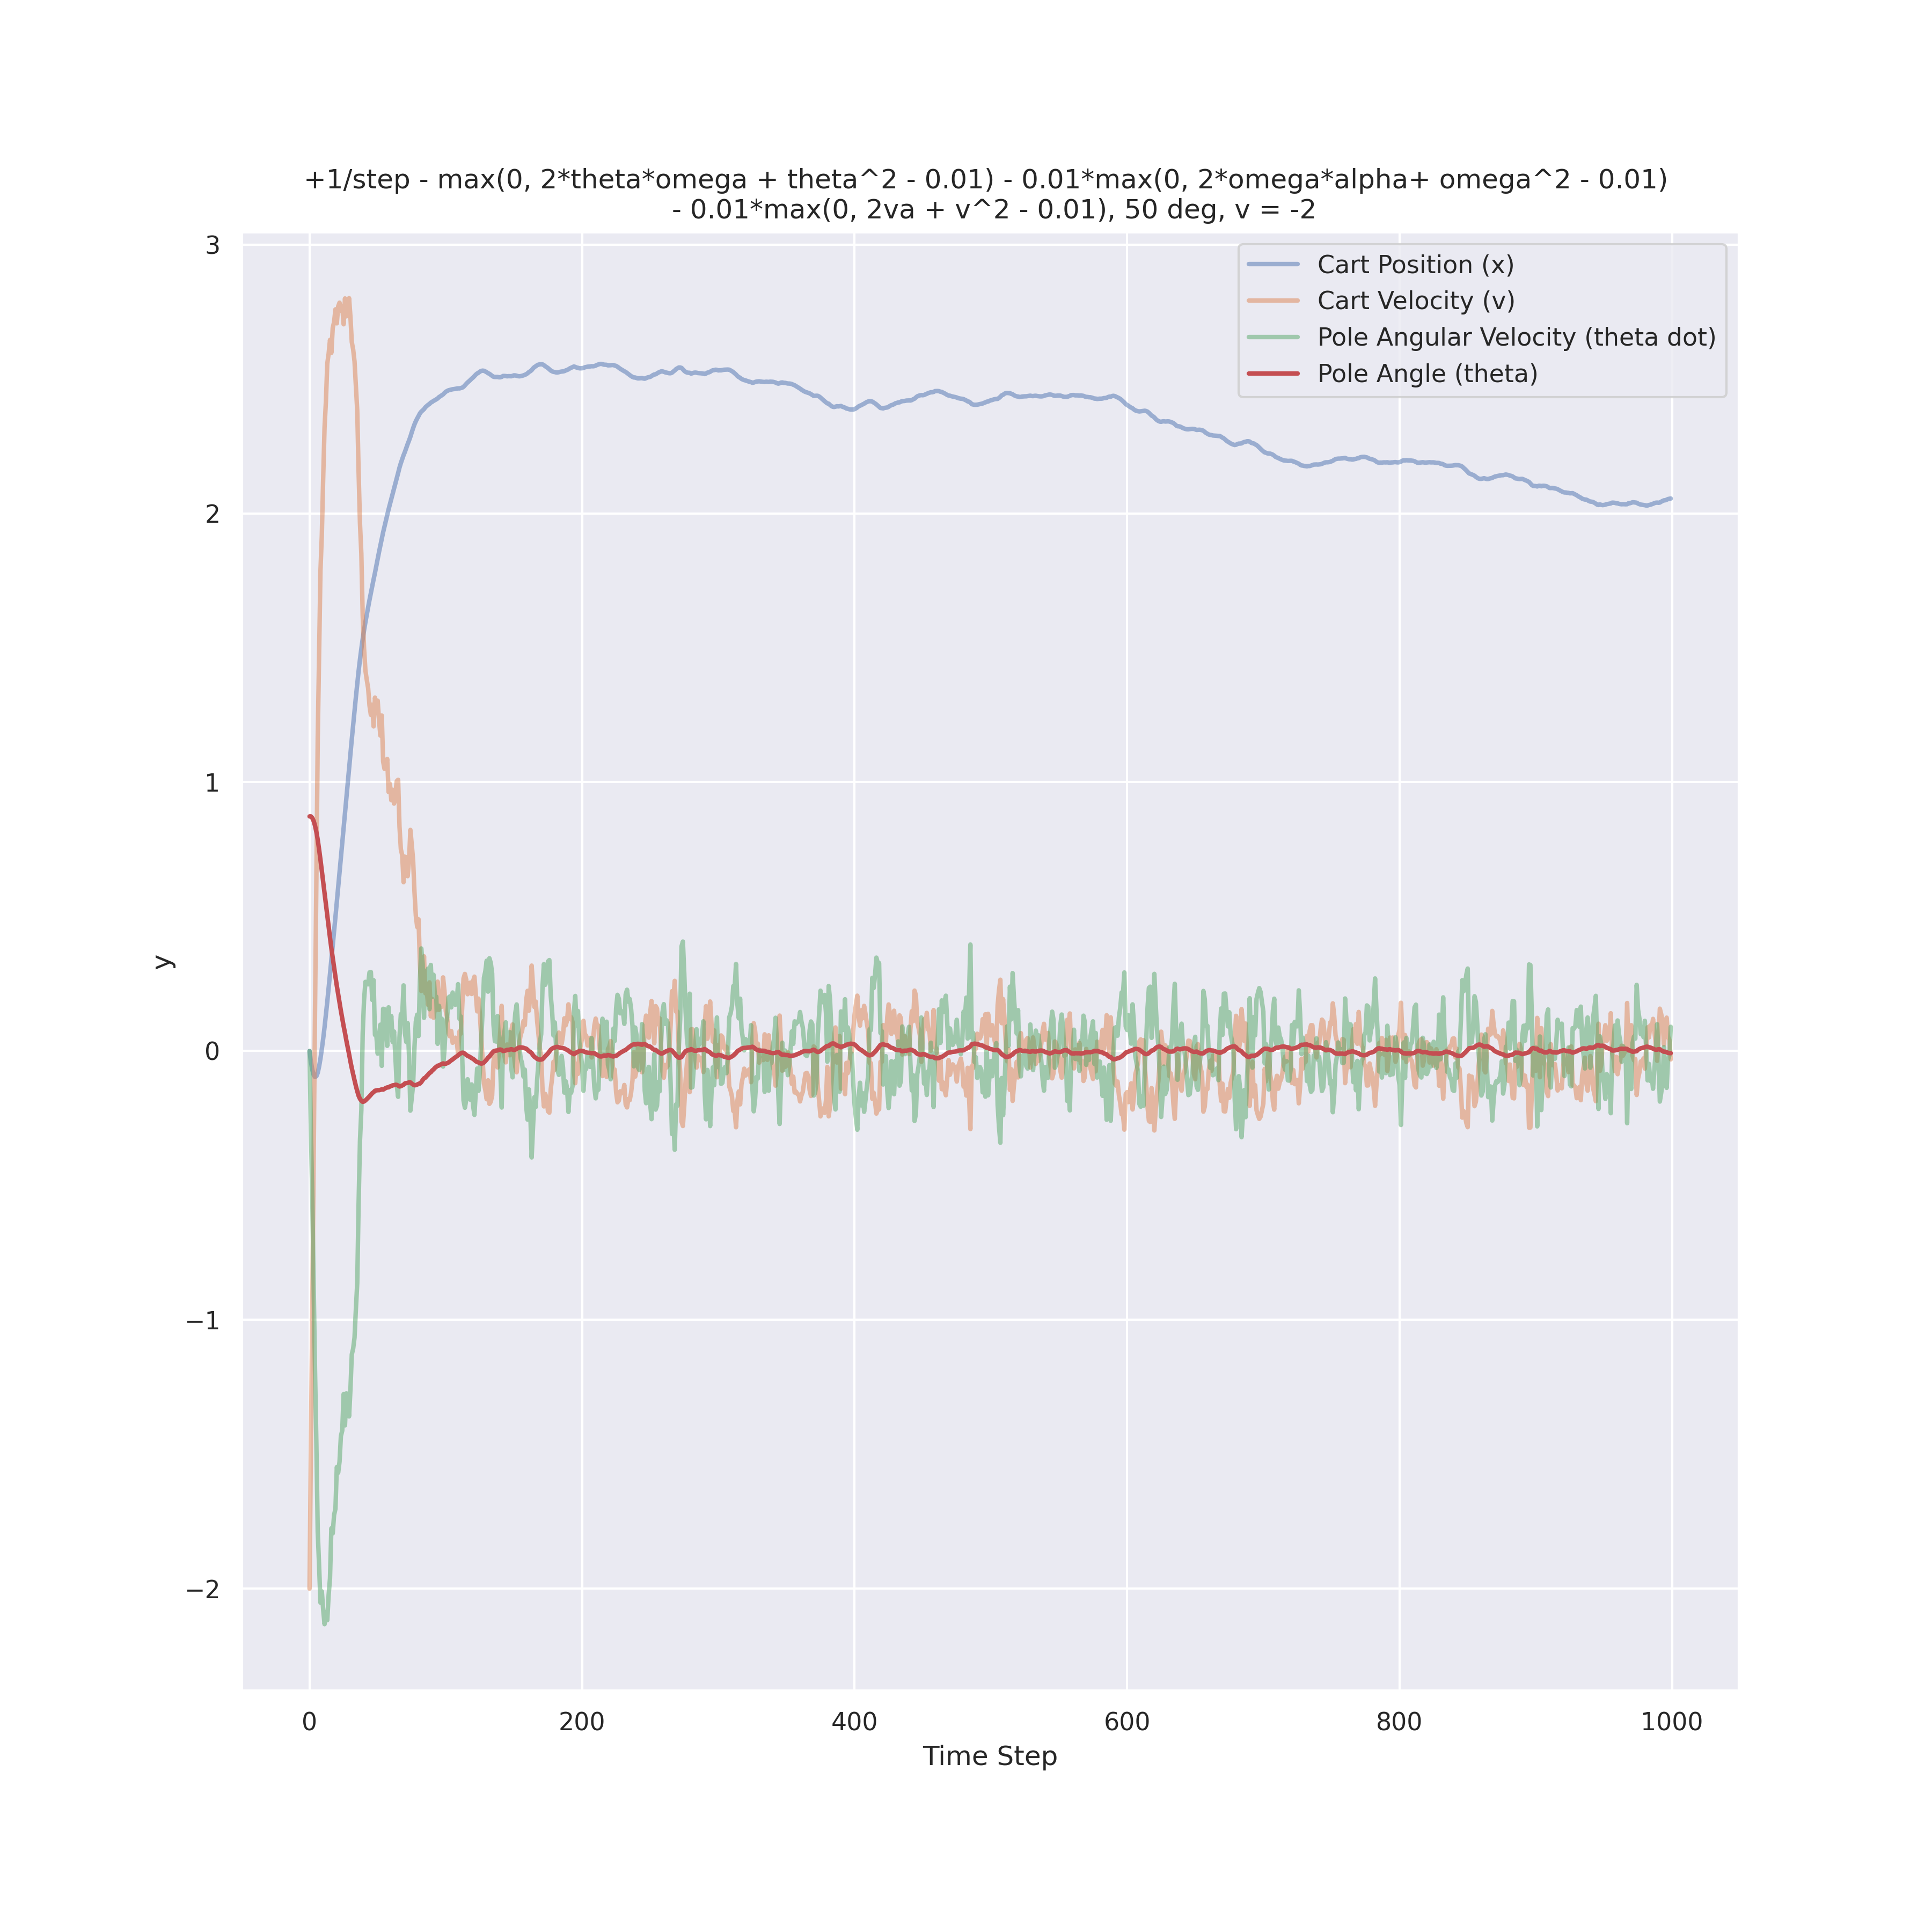 +1/step - max(0, 2*theta*omega + theta^2 - 0.01) - 0.01*max(0, 2*omega*alpha+ omega^2 - 0.01)
- 0.01*max(0, 2va + v^2 - 0.01), 50 deg, v = -2
3
2
1
0
−1
−2
y
Cart Position (x)
Cart Velocity (v)
Pole Angular Velocity (theta dot)
Pole Angle (theta)
0 200 400 600 800 1000
Time Step